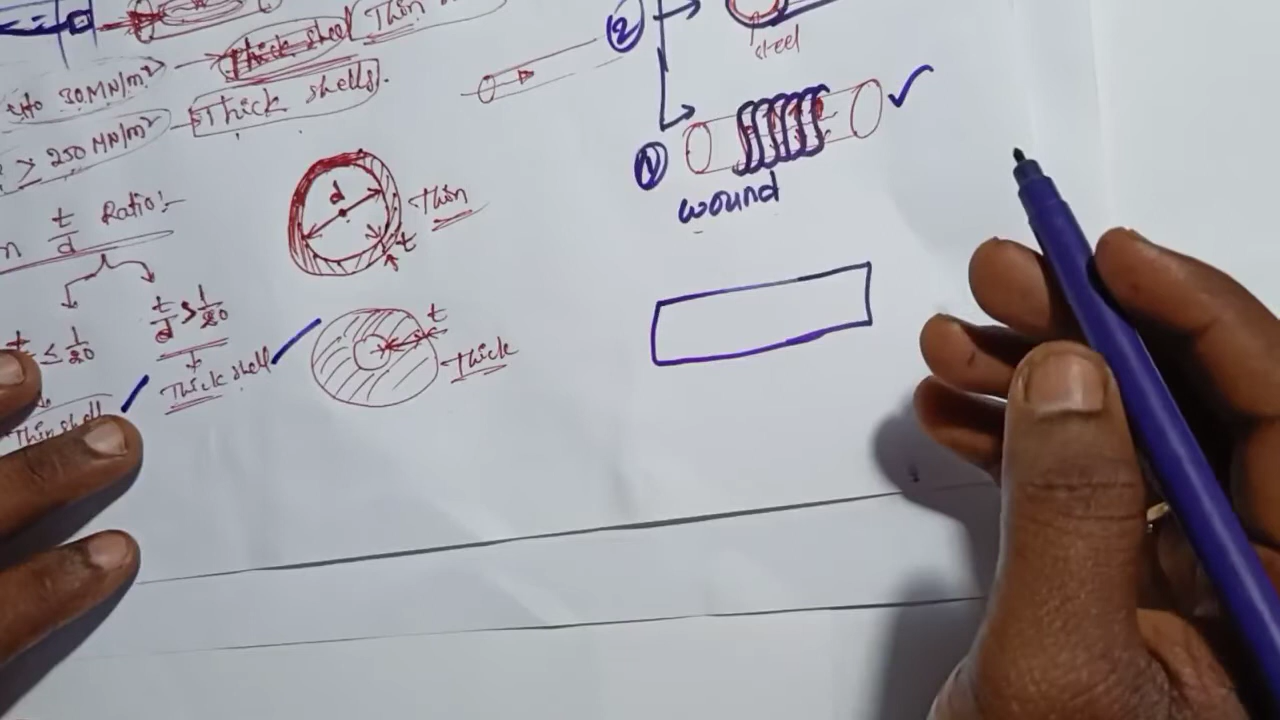 Thick shell Thin
upto 30 MN/m²
Thick shells.
> 250 MN/m²
n t/d Ratio:-
t/d ≤ 1/20
t/d > 1/20
Thin shell
Thick shell
d
t
Thin
t
Thick
2
steel
1
wound